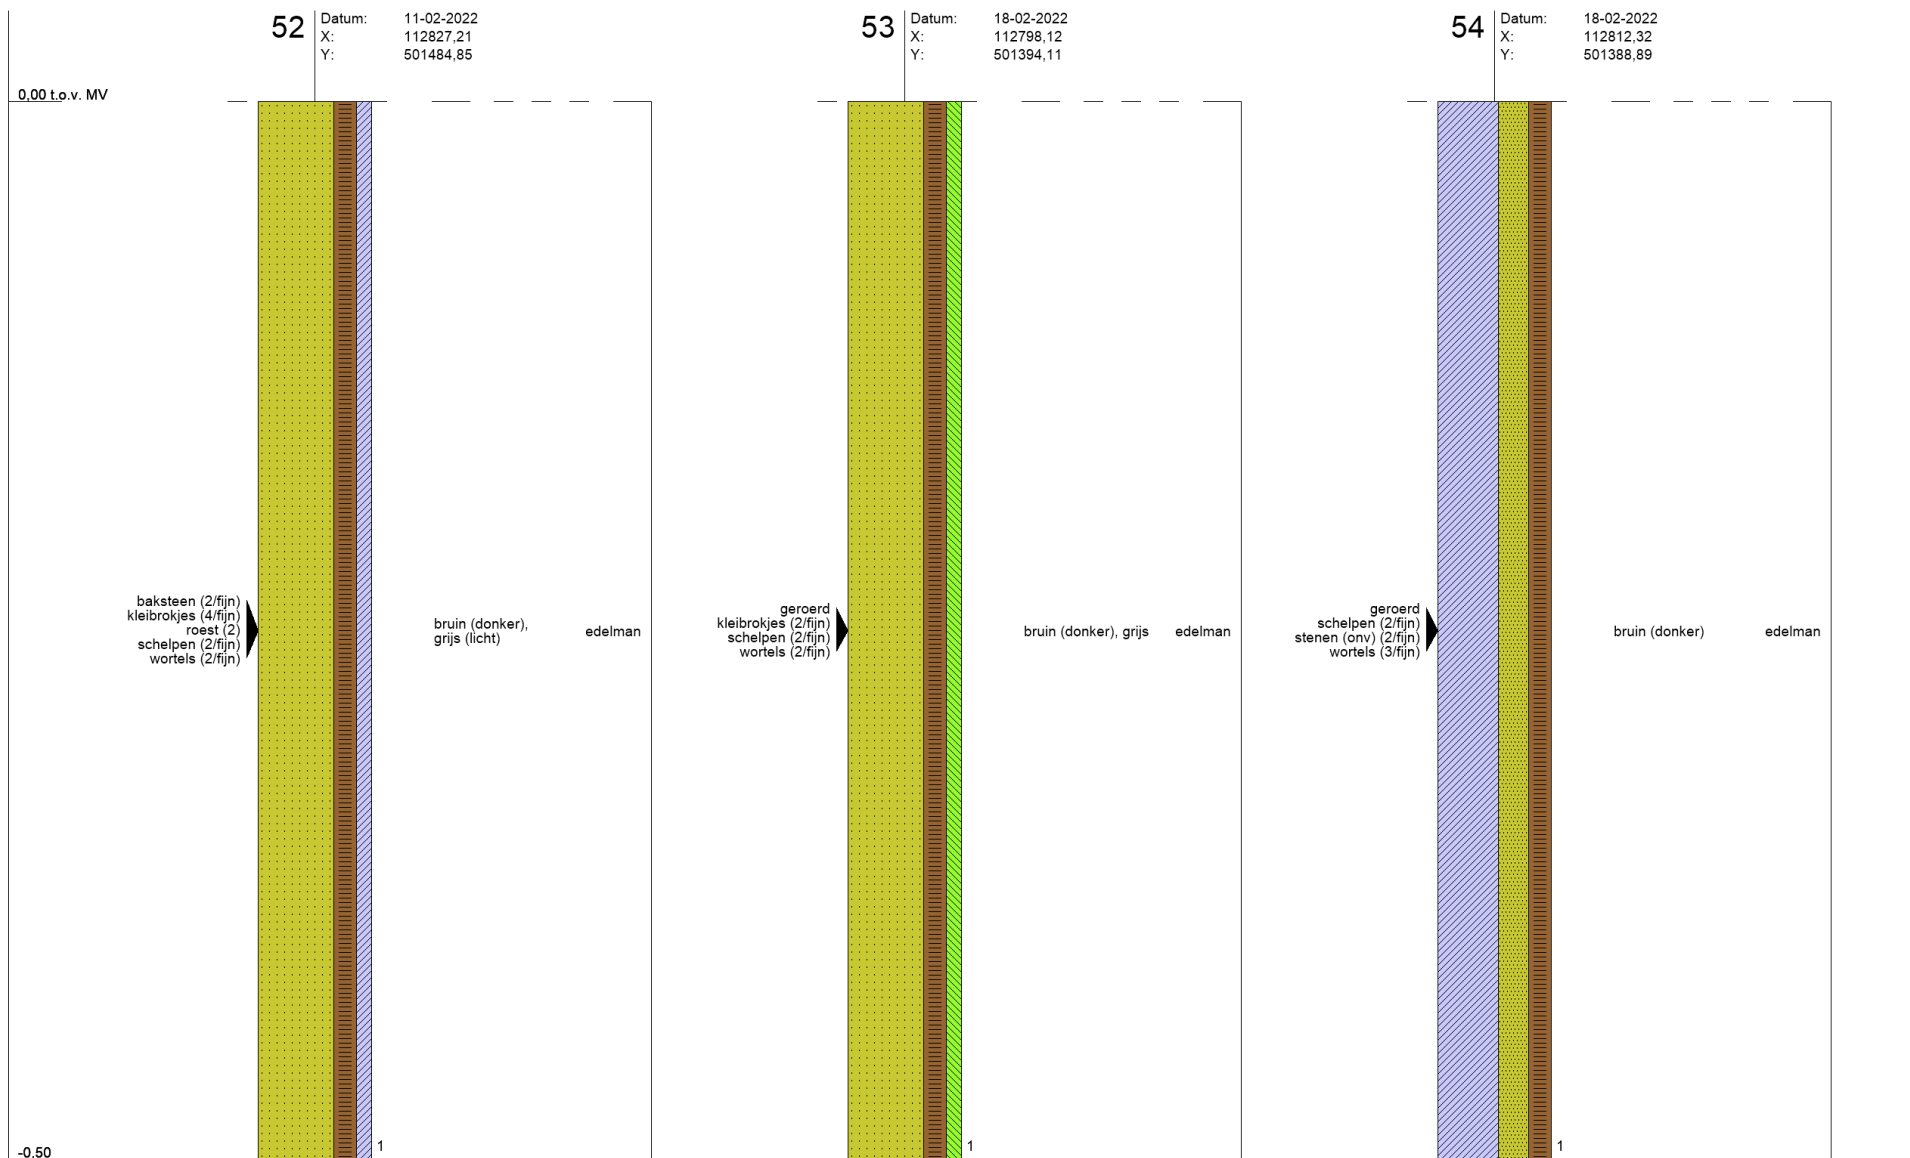 52
Datum: 11-02-2022
X: 112827,21
Y: 501484,85
53
Datum: 18-02-2022
X: 112798,12
Y: 501394,11
54
Datum: 18-02-2022
X: 112812,32
Y: 501388,89
0,00 t.o.v. MV
baksteen (2/fijn)
kleibrokjes (4/fijn)
roest (2)
schelpen (2/fijn)
wortels (2/fijn)
bruin (donker),
grijs (licht)
edelman
geroerd
kleibrokjes (2/fijn)
schelpen (2/fijn)
wortels (2/fijn)
bruin (donker), grijs
edelman
geroerd
schelpen (2/fijn)
stenen (onv) (2/fijn)
wortels (3/fijn)
bruin (donker)
edelman
-0.50
1
1
1